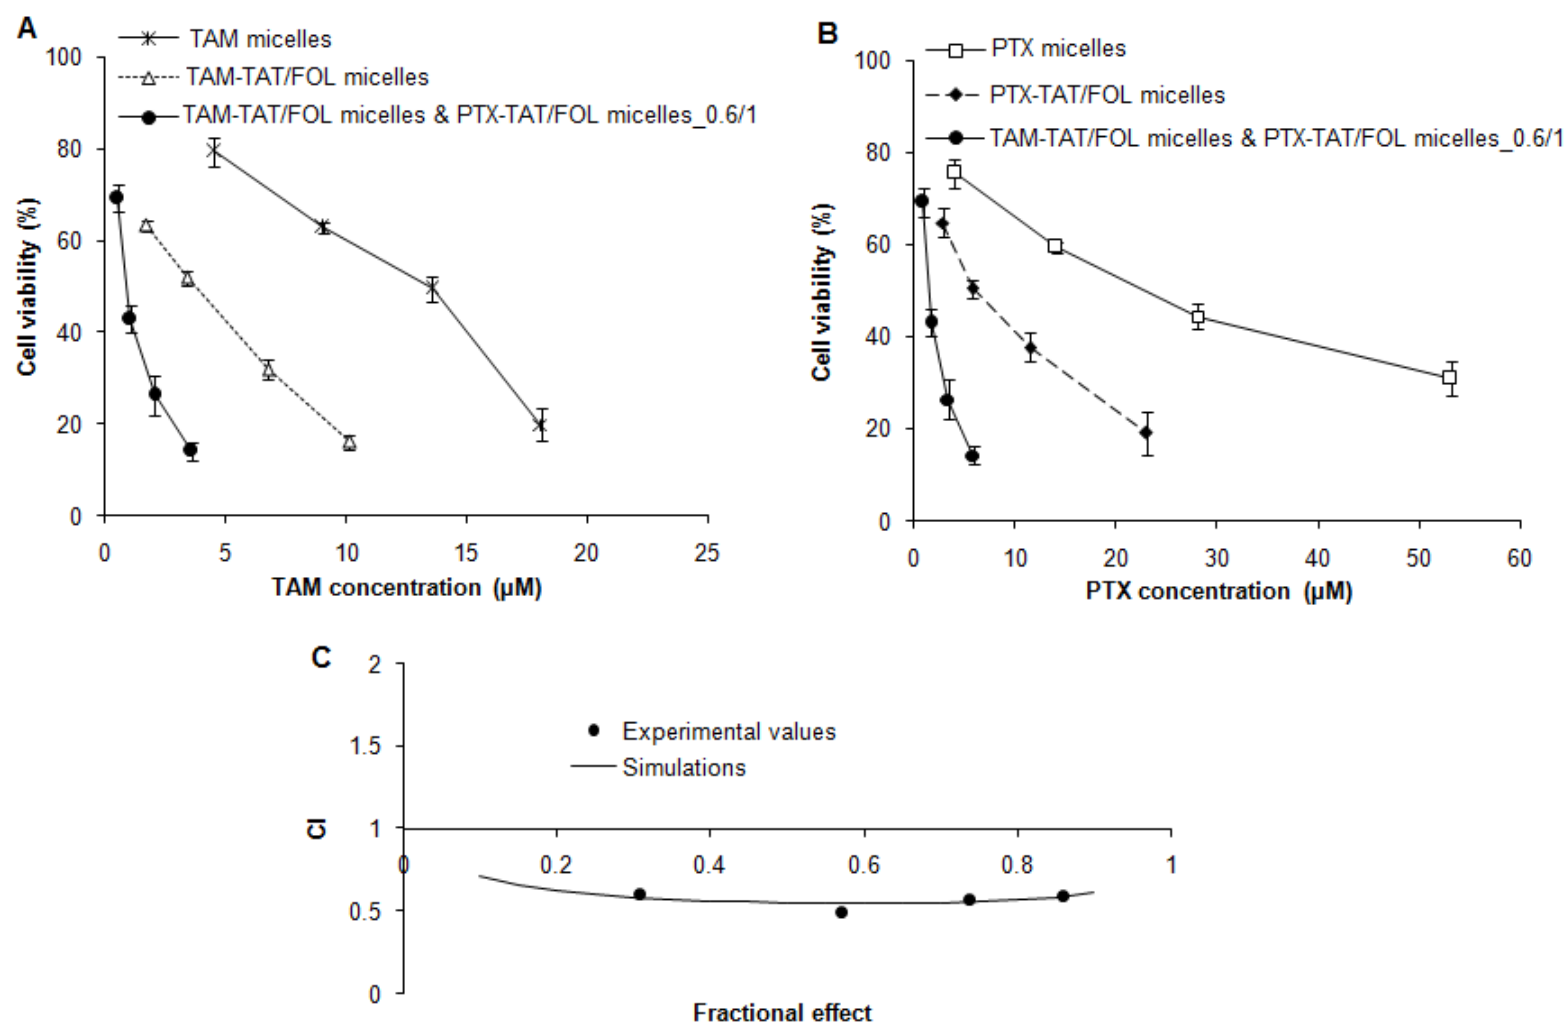 A
TAM micelles
TAM-TAT/FOL micelles
TAM-TAT/FOL micelles & PTX-TAT/FOL micelles_0.6/1
100
80
60
40
20
0
Cell viability (%)
0 5 10 15 20 25
TAM concentration (µM)
B
PTX micelles
PTX-TAT/FOL micelles
TAM-TAT/FOL micelles & PTX-TAT/FOL micelles_0.6/1
100
80
60
40
20
0
Cell viability (%)
0 10 20 30 40 50 60
PTX concentration (µM)
C
2
1.5
1
0.5
0
CI
Experimental values
Simulations
0 0.2 0.4 0.6 0.8 1
Fractional effect